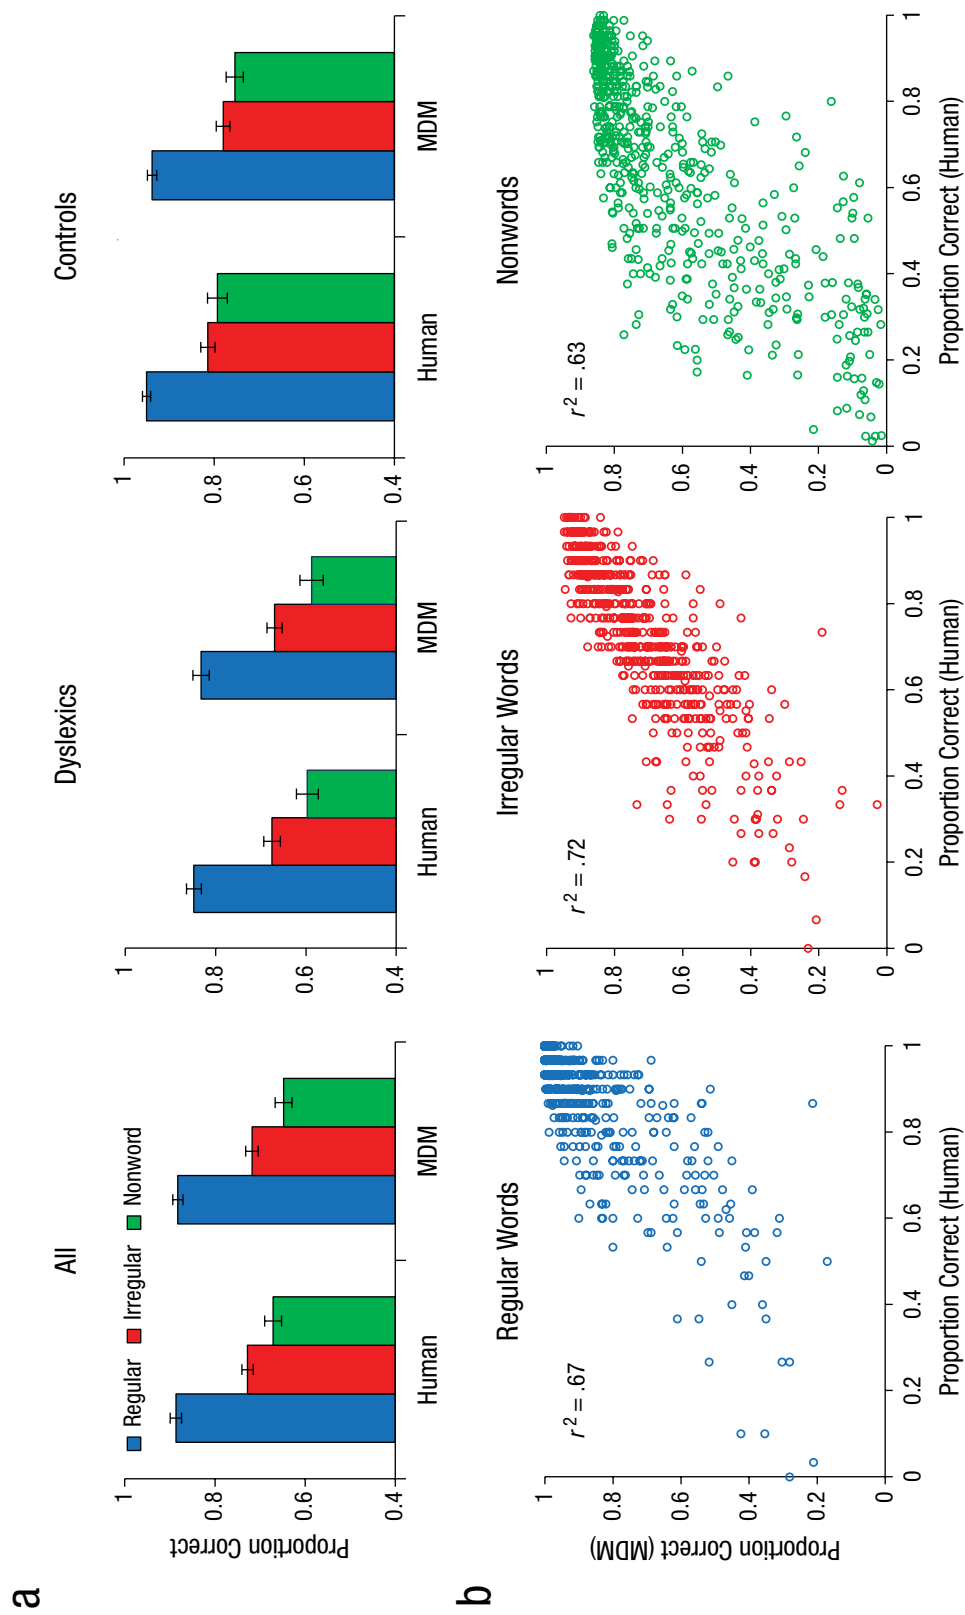 a
All
Dyslexics
Controls
Regular Irregular Nonword
Proportion Correct
1
0.8
0.6
0.4
Human
MDM
1
0.8
0.6
0.4
Human
MDM
1
0.8
0.6
0.4
Human
MDM
b
Regular Words
Irregular Words
Nonwords
Proportion Correct (MDM)
1
0.8
0.6
0.4
0.2
0
r² = .67
0
0.2
0.4
0.6
0.8
1
Proportion Correct (Human)
1
0.8
0.6
0.4
0.2
0
r² = .72
0
0.2
0.4
0.6
0.8
1
Proportion Correct (Human)
1
0.8
0.6
0.4
0.2
0
r² = .63
0
0.2
0.4
0.6
0.8
1
Proportion Correct (Human)